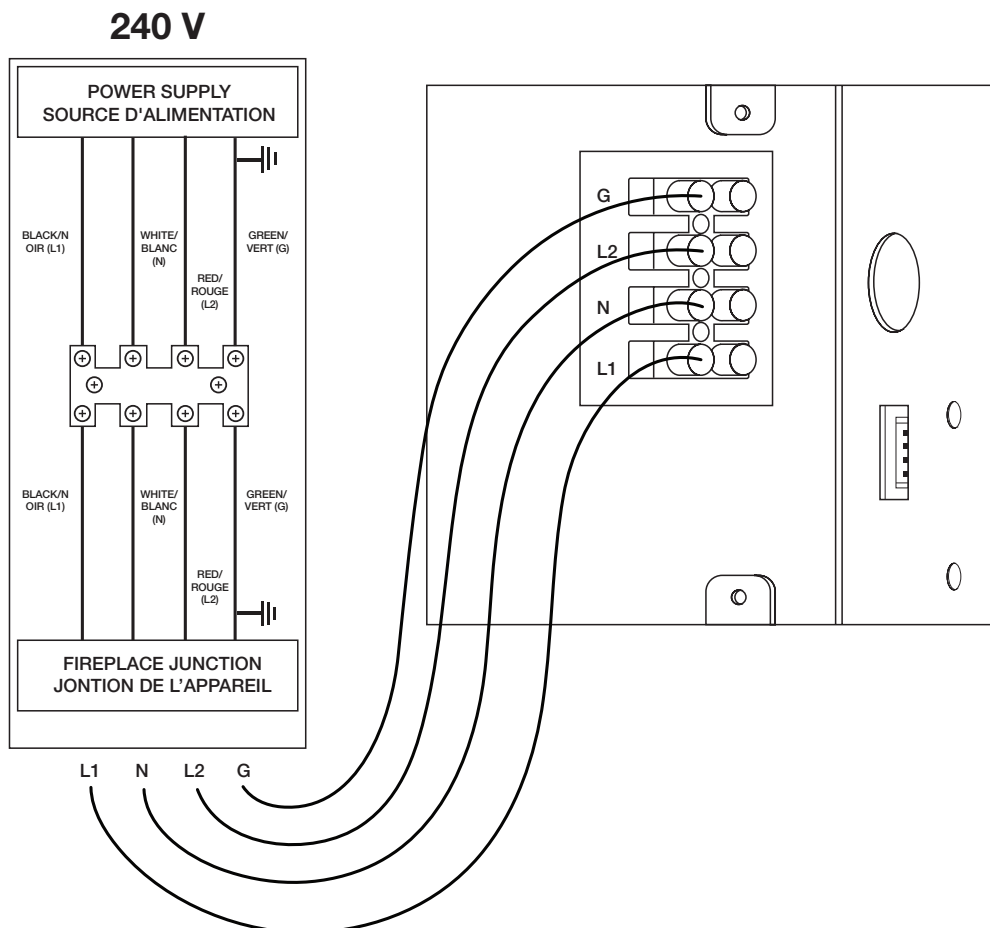 240 V
POWER SUPPLY
SOURCE D'ALIMENTATION
BLACK/N
OIR (L1)
WHITE/
BLANC
(N)
RED/
ROUGE
(L2)
GREEN/
VERT (G)
BLACK/N
OIR (L1)
WHITE/
BLANC
(N)
RED/
ROUGE
(L2)
GREEN/
VERT (G)
FIREPLACE JUNCTION
JONTION DE L'APPAREIL
L1 N L2 G
G
L2
N
L1